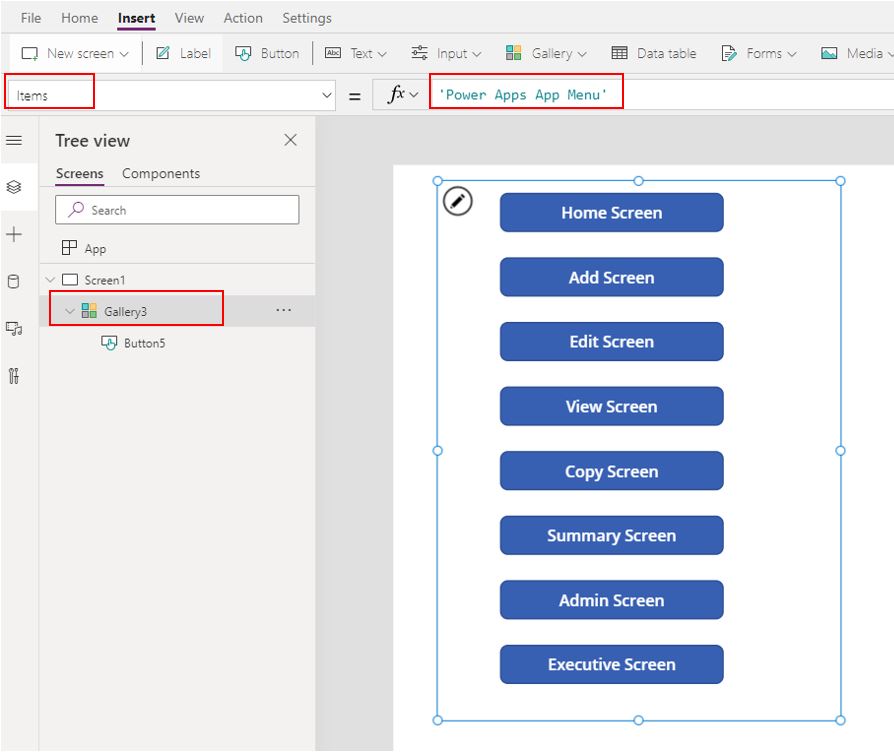 File Home Insert View Action Settings
New screen Label Button Abc Text Input Gallery Data table Forms Media
Items = fx 'Power Apps App Menu'
Tree view
Screens Components
Search
App
Screen1
Gallery3 ...
Button5
Home Screen
Add Screen
Edit Screen
View Screen
Copy Screen
Summary Screen
Admin Screen
Executive Screen